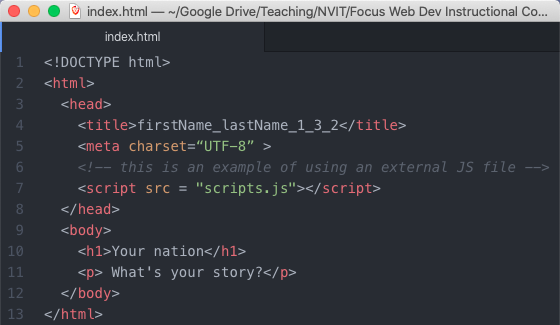 index.html — ~/Google Drive/Teaching/NVIT/Focus Web Dev Instructional Co...
index.html
1 <!DOCTYPE html>
2 <html>
3 <head>
4 <title>firstName_lastName_1_3_2</title>
5 <meta charset=“UTF-8” >
6 <!-- this is an example of using an external JS file -->
7 <script src = "scripts.js"></script>
8 </head>
9 <body>
10 <h1>Your nation</h1>
11 <p> What's your story?</p>
12 </body>
13 </html>